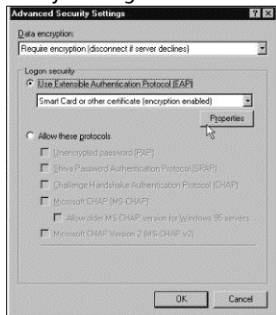 Advanced Security Settings
Data encryption:
Require encryption (disconnect if server declines)
Logon security
Use Extensible Authentication Protocol (EAP)
Smart Card or other certificate (encryption enabled)
Properties
Allow these protocols
Unencrypted password (PAP)
Shiva Password Authentication Protocol (SPAP)
Challenge Handshake Authentication Protocol (CHAP)
Microsoft CHAP (MS-CHAP)
Allow older MS-CHAP version for Windows 95 servers
Microsoft CHAP Version 2 (MS-CHAP v2)
OK Cancel